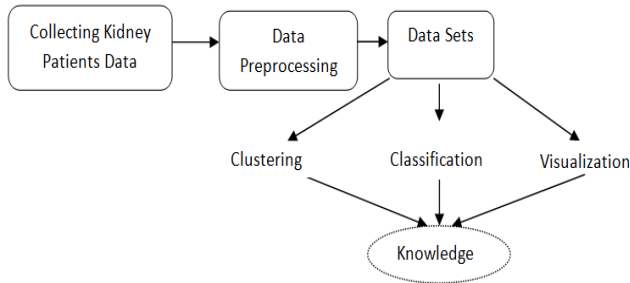 Collecting Kidney
Patients Data
Data
Preprocessing
Data Sets
Clustering
Classification
Visualization
Knowledge